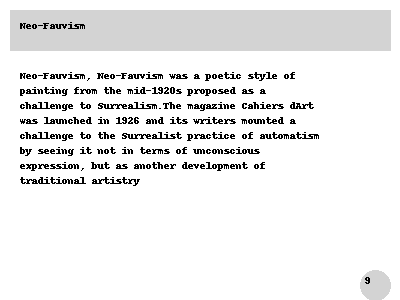 Neo-Fauvism
Neo-Fauvism, Neo-Fauvism was a poetic style of
painting from the mid-1920s proposed as a
challenge to Surrealism.The magazine Cahiers dArt
was launched in 1926 and its writers mounted a
challenge to the Surrealist practice of automatism
by seeing it not in terms of unconscious
expression, but as another development of
traditional artistry
9